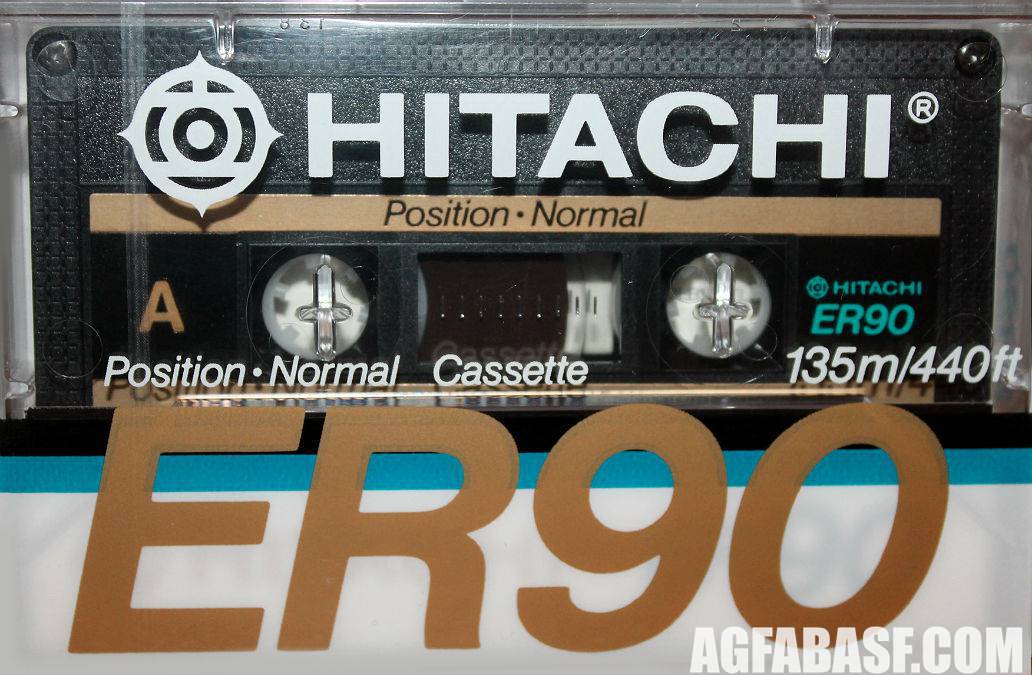 HITACHI®
Position · Normal
A
HITACHI
ER90
Position · Normal Cassette 135m/440ft
ER90
AGFABASF.COM